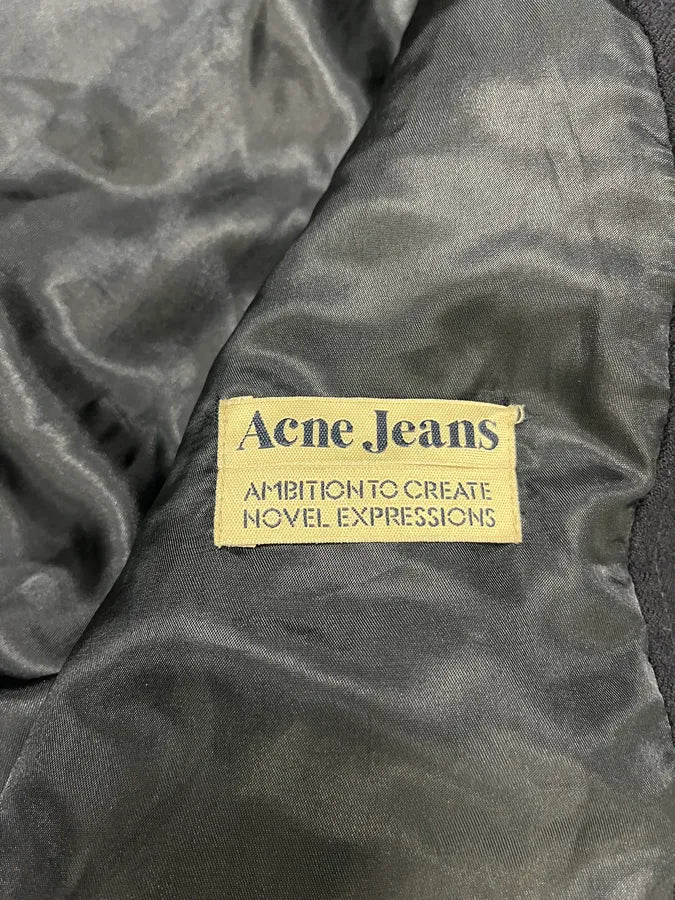 Acne Jeans
AMBITION TO CREATE
NOVEL EXPRESSIONS